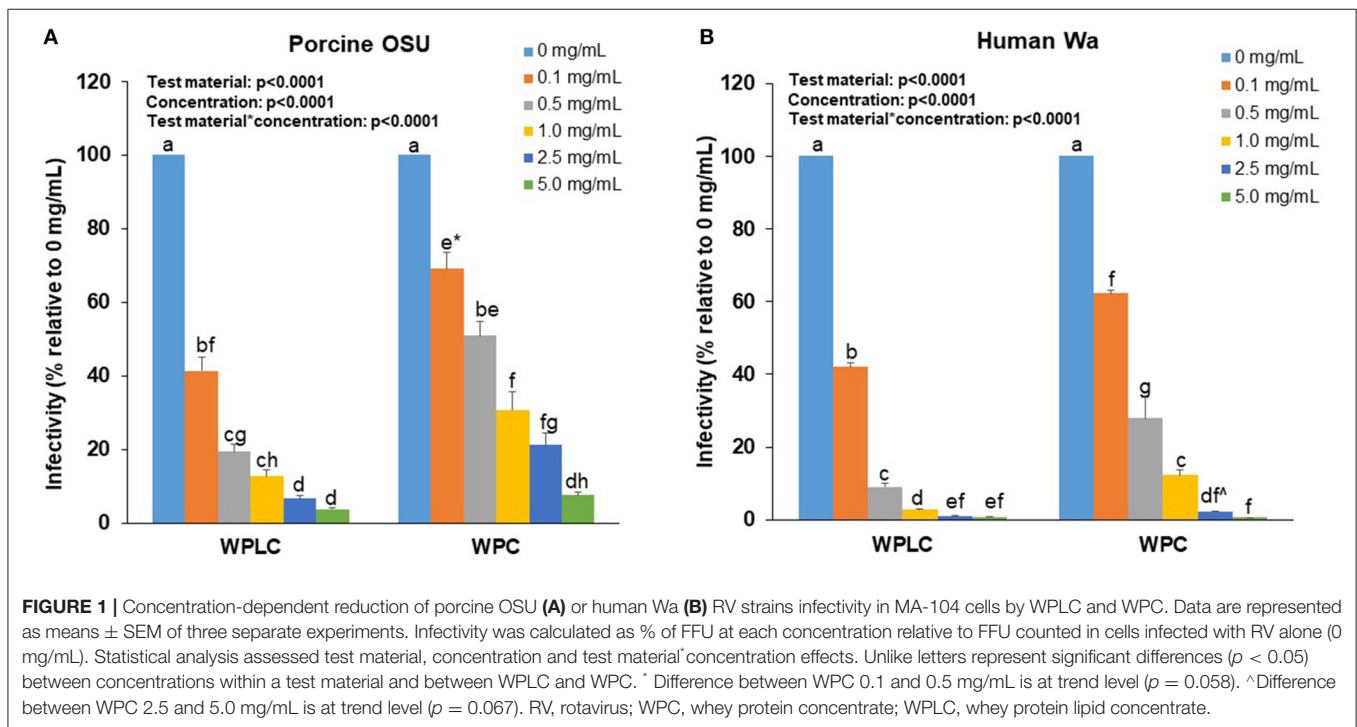 A
Porcine OSU
0 mg/mL
0.1 mg/mL
0.5 mg/mL
1.0 mg/mL
2.5 mg/mL
5.0 mg/mL
Test material: p<0.0001
Concentration: p<0.0001
Test material*concentration: p<0.0001
Infectivity (% relative to 0 mg/mL)
120
100
80
60
40
20
0
a
bf
cg
ch
d
d
a
e*
be
f
fg
dh
WPLC
WPC
B
Human Wa
0 mg/mL
0.1 mg/mL
0.5 mg/mL
1.0 mg/mL
2.5 mg/mL
5.0 mg/mL
Test material: p<0.0001
Concentration: p<0.0001
Test material*concentration: p<0.0001
Infectivity (% relative to 0 mg/mL)
120
100
80
60
40
20
0
a
b
c
d
ef
ef
a
f
g
c
df^
f
WPLC
WPC
FIGURE 1 | Concentration-dependent reduction of porcine OSU (A) or human Wa (B) RV strains infectivity in MA-104 cells by WPLC and WPC. Data are represented
as means ± SEM of three separate experiments. Infectivity was calculated as % of FFU at each concentration relative to FFU counted in cells infected with RV alone (0
mg/mL). Statistical analysis assessed test material, concentration and test material*concentration effects. Unlike letters represent significant differences (p < 0.05)
between concentrations within a test material and between WPLC and WPC. * Difference between WPC 0.1 and 0.5 mg/mL is at trend level (p = 0.058). ^Difference
between WPC 2.5 and 5.0 mg/mL is at trend level (p = 0.067). RV, rotavirus; WPC, whey protein concentrate; WPLC, whey protein lipid concentrate.